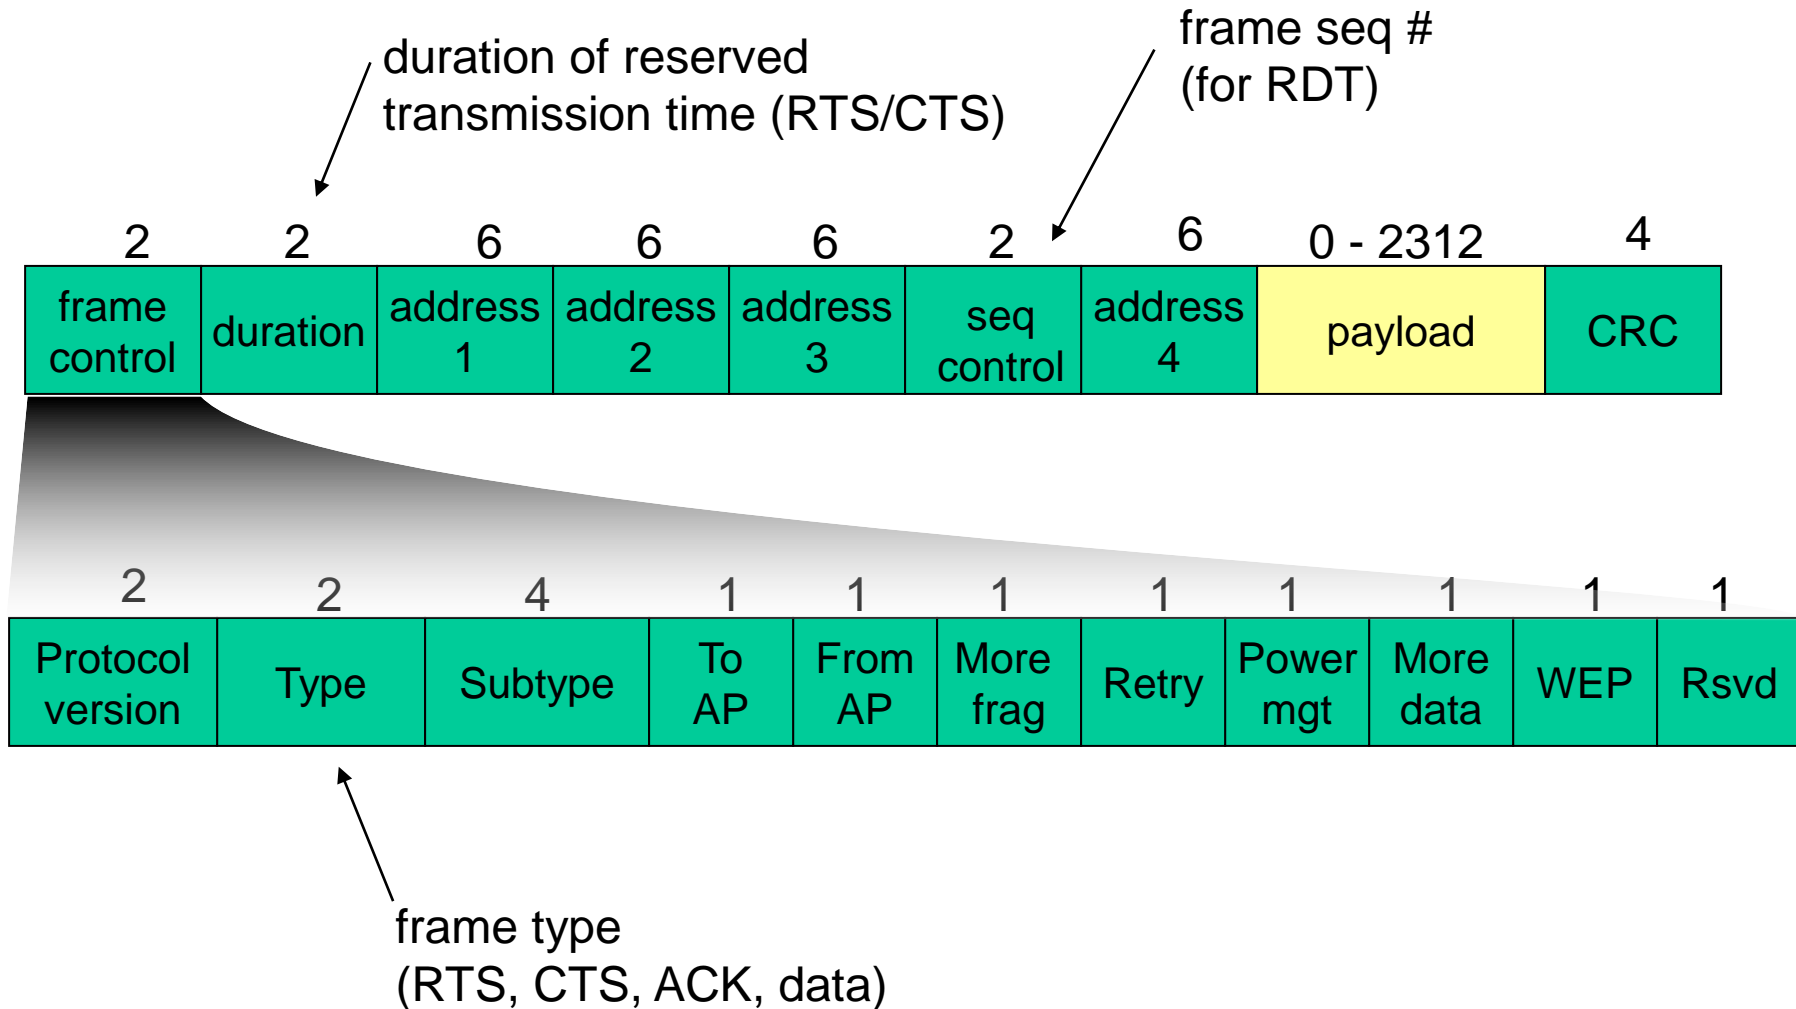 duration of reserved
transmission time (RTS/CTS)
frame seq #
(for RDT)
2 2 6 6 6 2 6 0 - 2312 4
frame
control
duration
address
1
address
2
address
3
seq
control
address
4
payload
CRC
2 2 4 1 1 1 1 1 1 1 1
Protocol
version
Type
Subtype
To
AP
From
AP
More
frag
Retry
Power
mgt
More
data
WEP
Rsvd
frame type
(RTS, CTS, ACK, data)